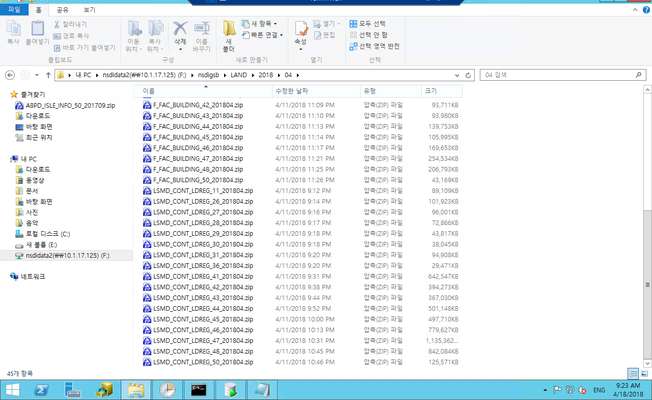 파일 홈 공유 보기
잘라내기
복사 붙여넣기 경로 복사
바로 가기 붙여넣기
이동 위치 복사 위치 삭제 이름 바꾸기
새 폴더 새 항목 빠른 연결
속성 열기 편집
모두 선택
선택 안 함
선택 영역 반전
클립보드 구성 열기 선택
내 PC nsdidata2(₩₩10.1.17.125) (F:) nsdigsb LAND 2018 04 04 검색
이름 수정한 날짜 유형 크기
즐겨찾기
ABPD_ISLE_INFO_50_201709.zip
다운로드
바탕 화면
최근 위치
내 PC
다운로드
동영상
문서
바탕 화면
사진
음악
로컬 디스크 (C:)
새 볼륨 (E:)
nsdidata2(₩₩10.1.17.125) (F:)
네트워크
F_FAC_BUILDING_42_201804.zip 4/11/2018 11:09 PM 압축(ZIP) 파일 93,711KB
F_FAC_BUILDING_43_201804.zip 4/11/2018 11:10 PM 압축(ZIP) 파일 93,960KB
F_FAC_BUILDING_44_201804.zip 4/11/2018 11:13 PM 압축(ZIP) 파일 139,753KB
F_FAC_BUILDING_45_201804.zip 4/11/2018 11:14 PM 압축(ZIP) 파일 105,995KB
F_FAC_BUILDING_46_201804.zip 4/11/2018 11:17 PM 압축(ZIP) 파일 169,653KB
F_FAC_BUILDING_47_201804.zip 4/11/2018 11:21 PM 압축(ZIP) 파일 254,534KB
F_FAC_BUILDING_48_201804.zip 4/11/2018 11:25 PM 압축(ZIP) 파일 206,793KB
F_FAC_BUILDING_50_201804.zip 4/11/2018 11:26 PM 압축(ZIP) 파일 43,168KB
LSMD_CONT_LDREG_11_201804.zip 4/11/2018 9:12 PM 압축(ZIP) 파일 89,109KB
LSMD_CONT_LDREG_26_201804.zip 4/11/2018 9:14 PM 압축(ZIP) 파일 101,923KB
LSMD_CONT_LDREG_27_201804.zip 4/11/2018 9:16 PM 압축(ZIP) 파일 96,001KB
LSMD_CONT_LDREG_28_201804.zip 4/11/2018 9:17 PM 압축(ZIP) 파일 72,866KB
LSMD_CONT_LDREG_29_201804.zip 4/11/2018 9:18 PM 압축(ZIP) 파일 43,817KB
LSMD_CONT_LDREG_30_201804.zip 4/11/2018 9:18 PM 압축(ZIP) 파일 38,045KB
LSMD_CONT_LDREG_31_201804.zip 4/11/2018 9:20 PM 압축(ZIP) 파일 94,908KB
LSMD_CONT_LDREG_36_201804.zip 4/11/2018 9:20 PM 압축(ZIP) 파일 29,471KB
LSMD_CONT_LDREG_41_201804.zip 4/11/2018 9:31 PM 압축(ZIP) 파일 642,547KB
LSMD_CONT_LDREG_42_201804.zip 4/11/2018 9:38 PM 압축(ZIP) 파일 394,273KB
LSMD_CONT_LDREG_43_201804.zip 4/11/2018 9:44 PM 압축(ZIP) 파일 367,030KB
LSMD_CONT_LDREG_44_201804.zip 4/11/2018 9:52 PM 압축(ZIP) 파일 501,148KB
LSMD_CONT_LDREG_45_201804.zip 4/11/2018 10:00 PM 압축(ZIP) 파일 497,710KB
LSMD_CONT_LDREG_46_201804.zip 4/11/2018 10:13 PM 압축(ZIP) 파일 779,627KB
LSMD_CONT_LDREG_47_201804.zip 4/11/2018 10:31 PM 압축(ZIP) 파일 1,135,362...
LSMD_CONT_LDREG_48_201804.zip 4/11/2018 10:45 PM 압축(ZIP) 파일 842,084KB
LSMD_CONT_LDREG_50_201804.zip 4/11/2018 10:46 PM 압축(ZIP) 파일 125,571KB
45개 항목
ENG 9:23 AM
4/18/2018